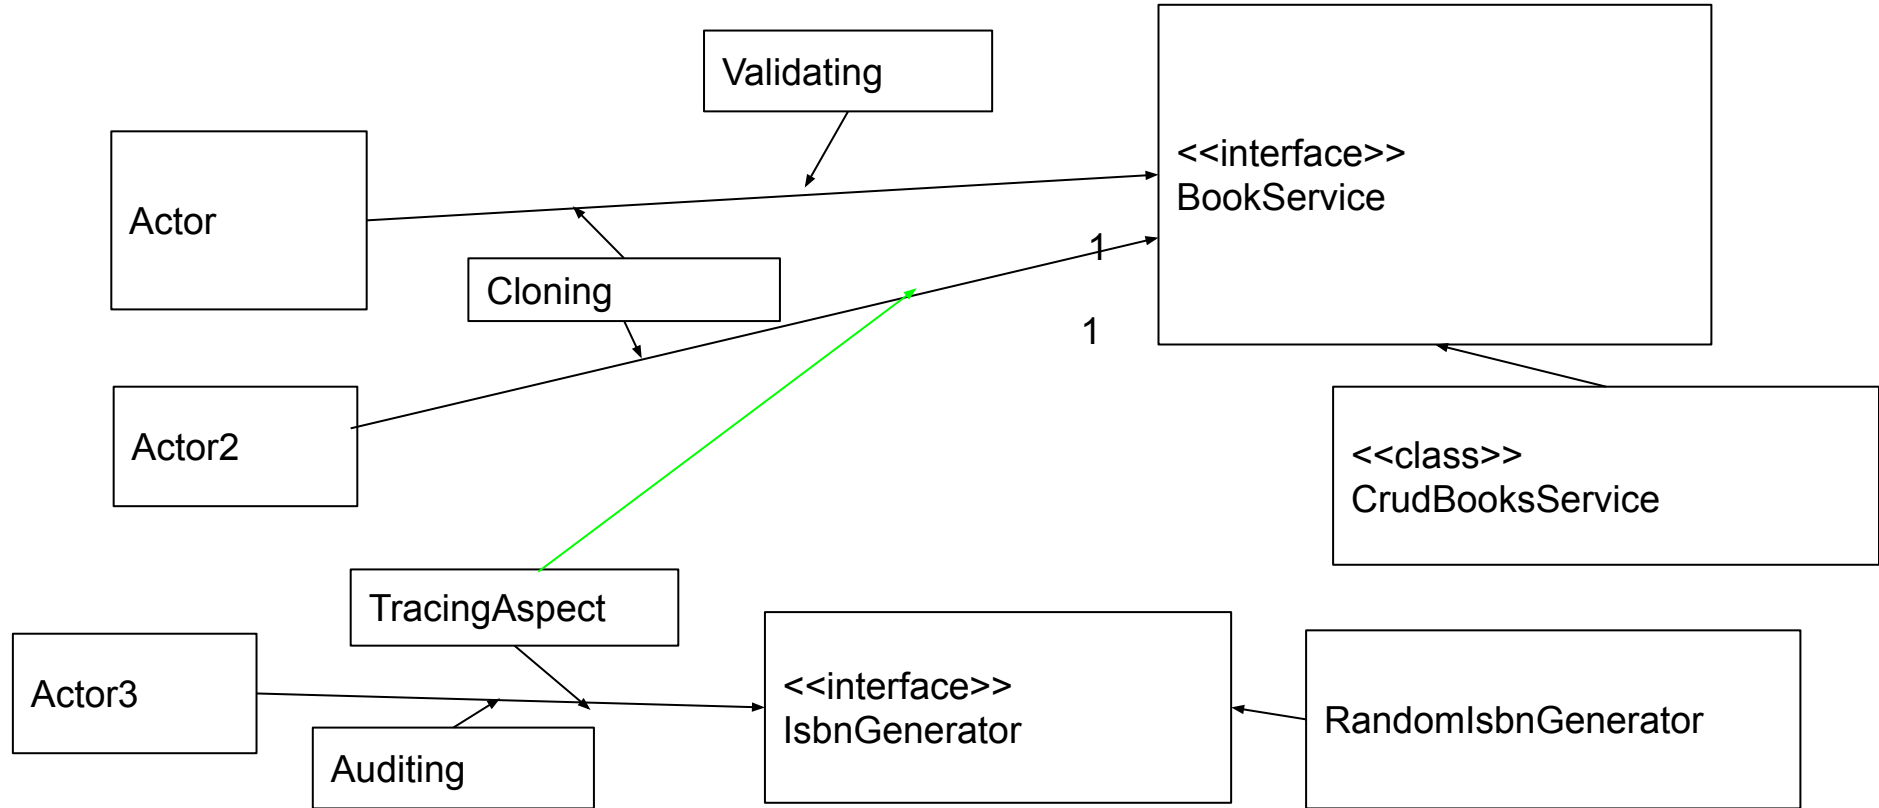 Validating
<<interface>>
BookService
Actor
1
Cloning
1
Actor2
<<class>>
CrudBooksService
TracingAspect
Actor3
<<interface>>
IsbnGenerator
RandomIsbnGenerator
Auditing